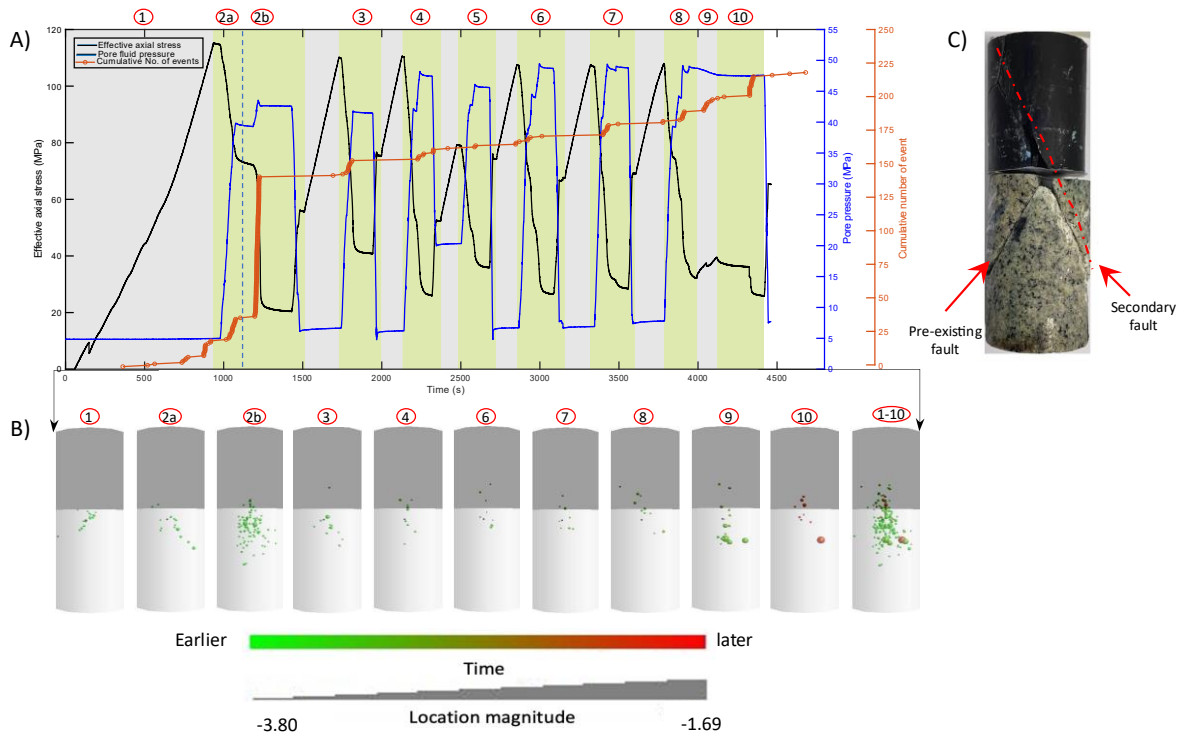 1 2a 2b 3 4 5 6 7 8 9 10
A)
Effective axial stress
Pore fluid pressure
Cumulative No. of events
Effective axial stress (MPa)
120
100
80
60
40
20
0
0 500 1000 1500 2000 2500 3000 3500 4000 4500
Time (s)
55
50
45
40
35
30
25
20
15
10
5
0
Pore pressure (MPa)
250
225
200
175
150
125
100
75
50
25
0
Cumulative number of event
C)
Pre-existing
fault
Secondary
fault
B)
1 2a 2b 3 4 6 7 8 9 10 1-10
Earlier later
Time
Location magnitude
-3.80 -1.69